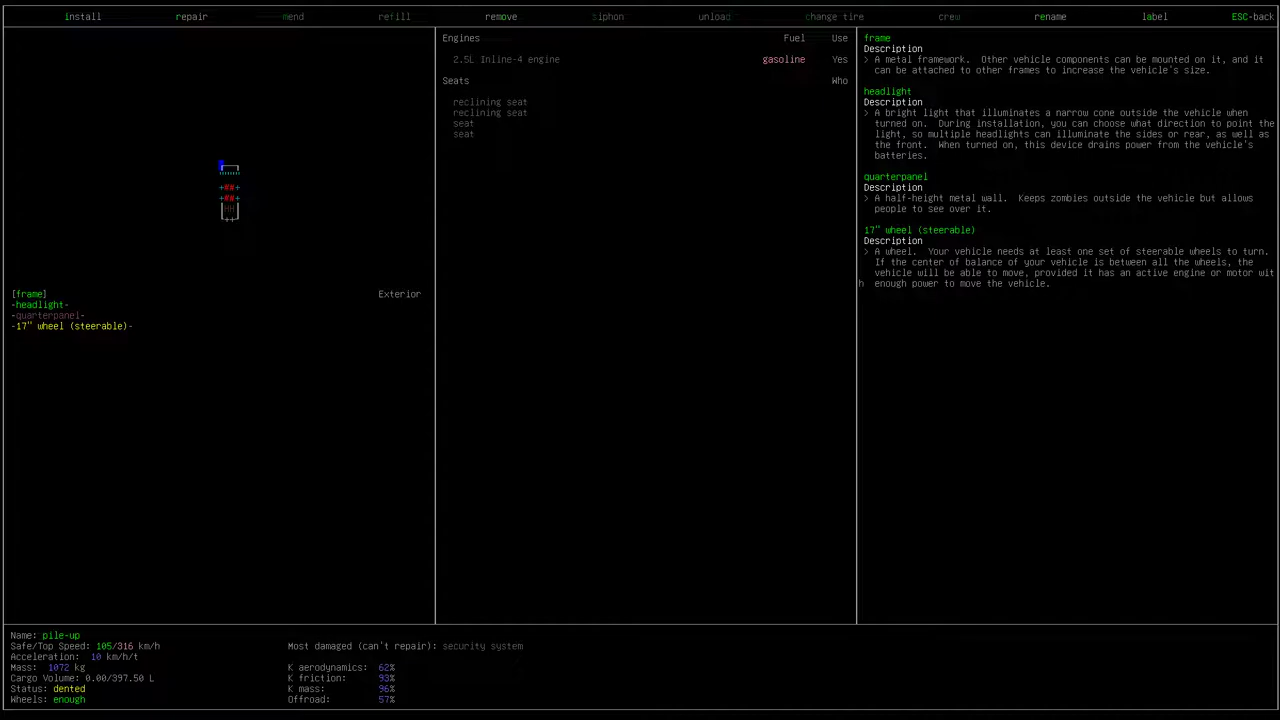 install repair mend refill remove siphon unload change tire crew rename label ESC-back
Engines Fuel Use
2.5L Inline-4 engine gasoline Yes
Seats Who
reclining seat
reclining seat
seat
seat
+##+
+##+
HH
++
[frame] Exterior
-headlight-
-quarterpanel-
-17" wheel (steerable)-
frame
Description
> A metal framework.  Other vehicle components can be mounted on it, and it
can be attached to other frames to increase the vehicle's size.
headlight
Description
> A bright light that illuminates a narrow cone outside the vehicle when
turned on.  During installation, you can choose what direction to point the
light, so multiple headlights can illuminate the sides or rear, as well as
the front.  When turned on, this device drains power from the vehicle's
batteries.
quarterpanel
Description
> A half-height metal wall.  Keeps zombies outside the vehicle but allows
people to see over it.
17" wheel (steerable)
Description
> A wheel.  Your vehicle needs at least one set of steerable wheels to turn.
If the center of balance of your vehicle is between all the wheels, the
vehicle will be able to move, provided it has an active engine or motor wit
h enough power to move the vehicle.
Name: pile-up
Safe/Top Speed: 105/316 km/h
Acceleration: 10 km/h/t
Mass: 1072 kg
Cargo Volume: 0.00/397.50 L
Status: dented
Wheels: enough
Most damaged (can't repair): security system
K aerodynamics: 62%
K friction: 93%
K mass: 96%
Offroad: 57%